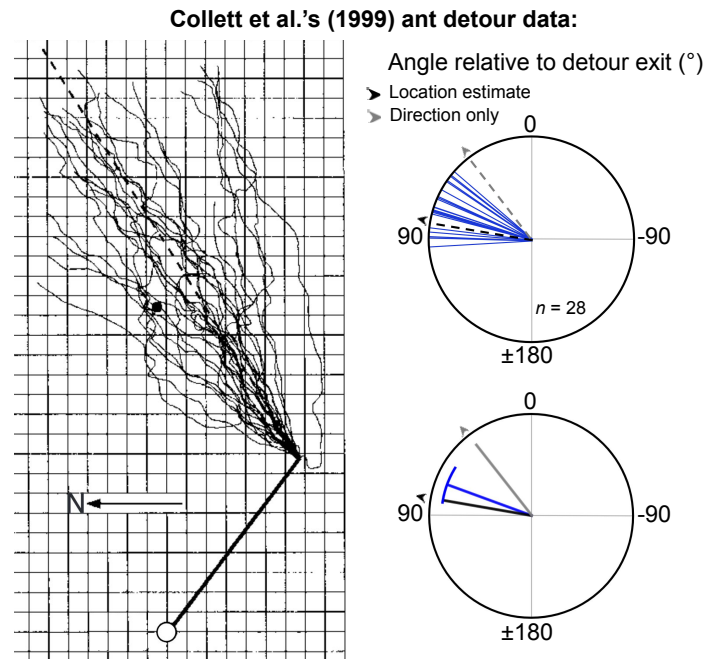 Collett et al.'s (1999) ant detour data:
Angle relative to detour exit (°)
Location estimate
Direction only
0
90
-90
n = 28
±180
N
0
90
-90
±180